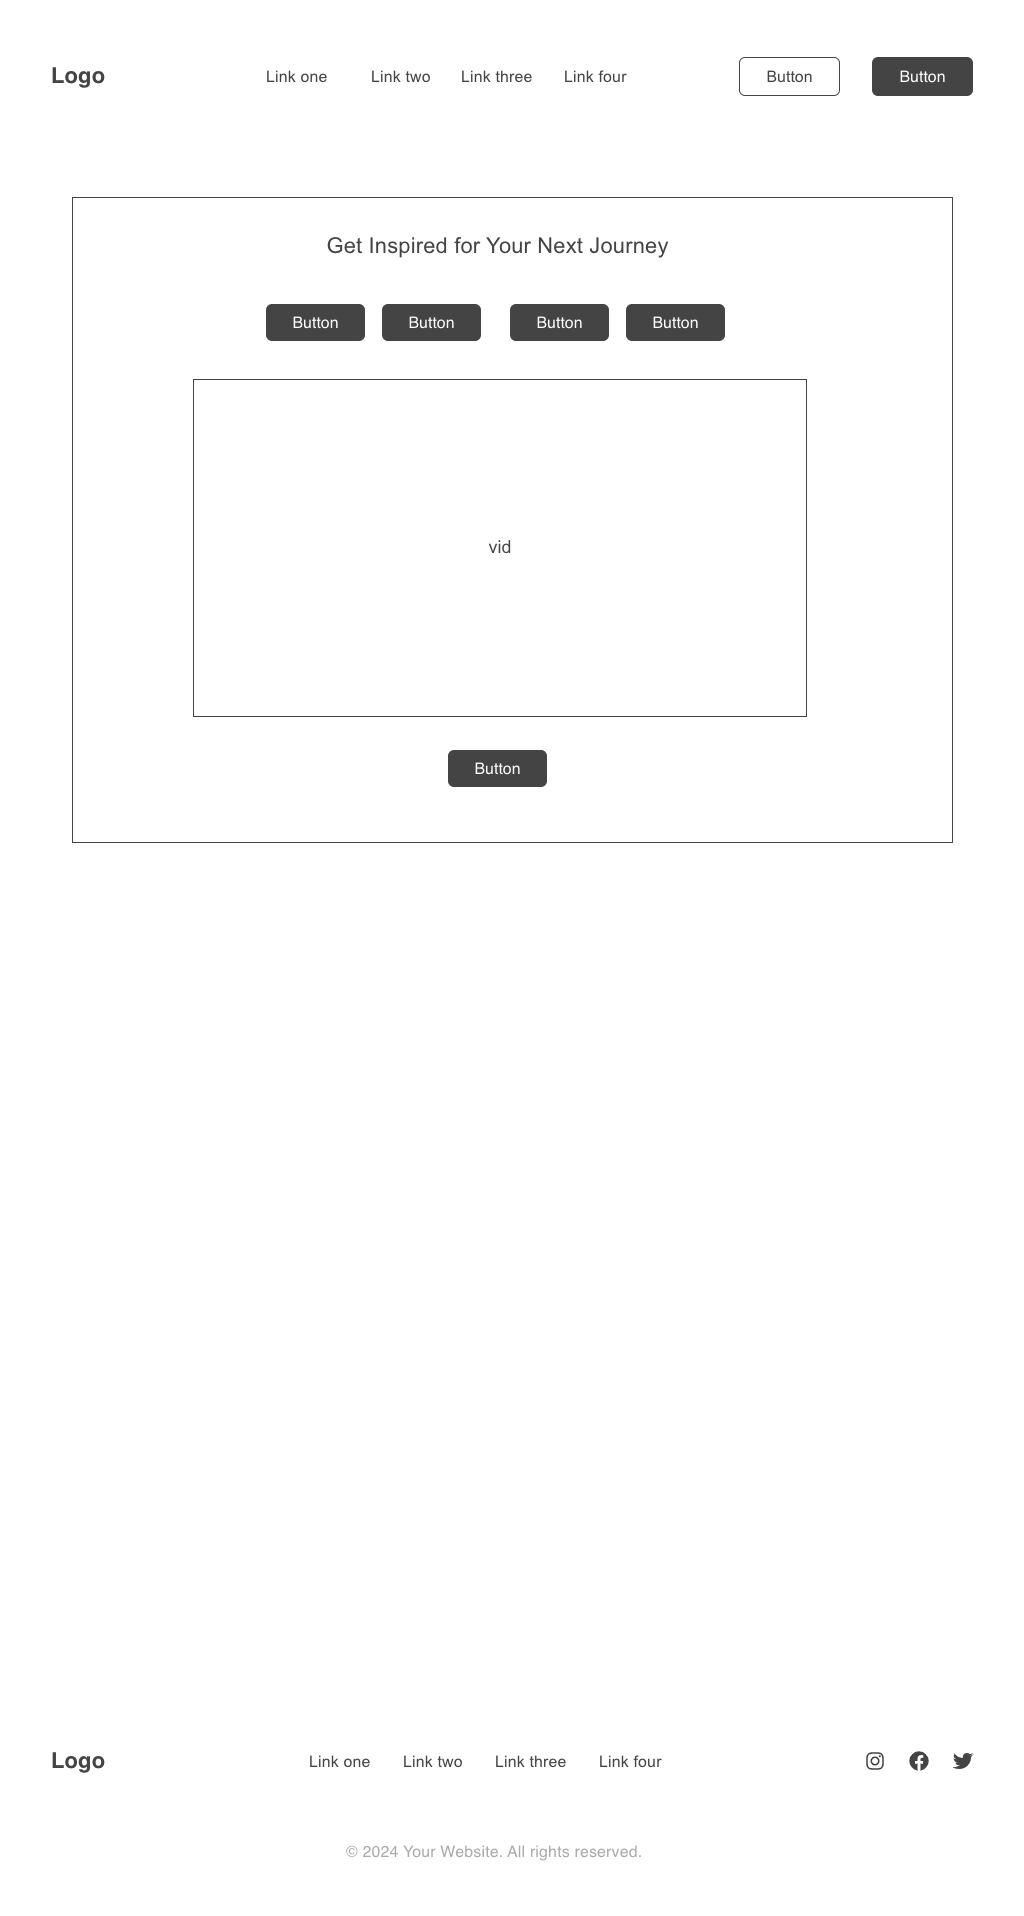 Logo
Link one Link two Link three Link four
Button Button
Get Inspired for Your Next Journey
Button Button Button Button
vid
Button
Logo
Link one Link two Link three Link four
© 2024 Your Website. All rights reserved.